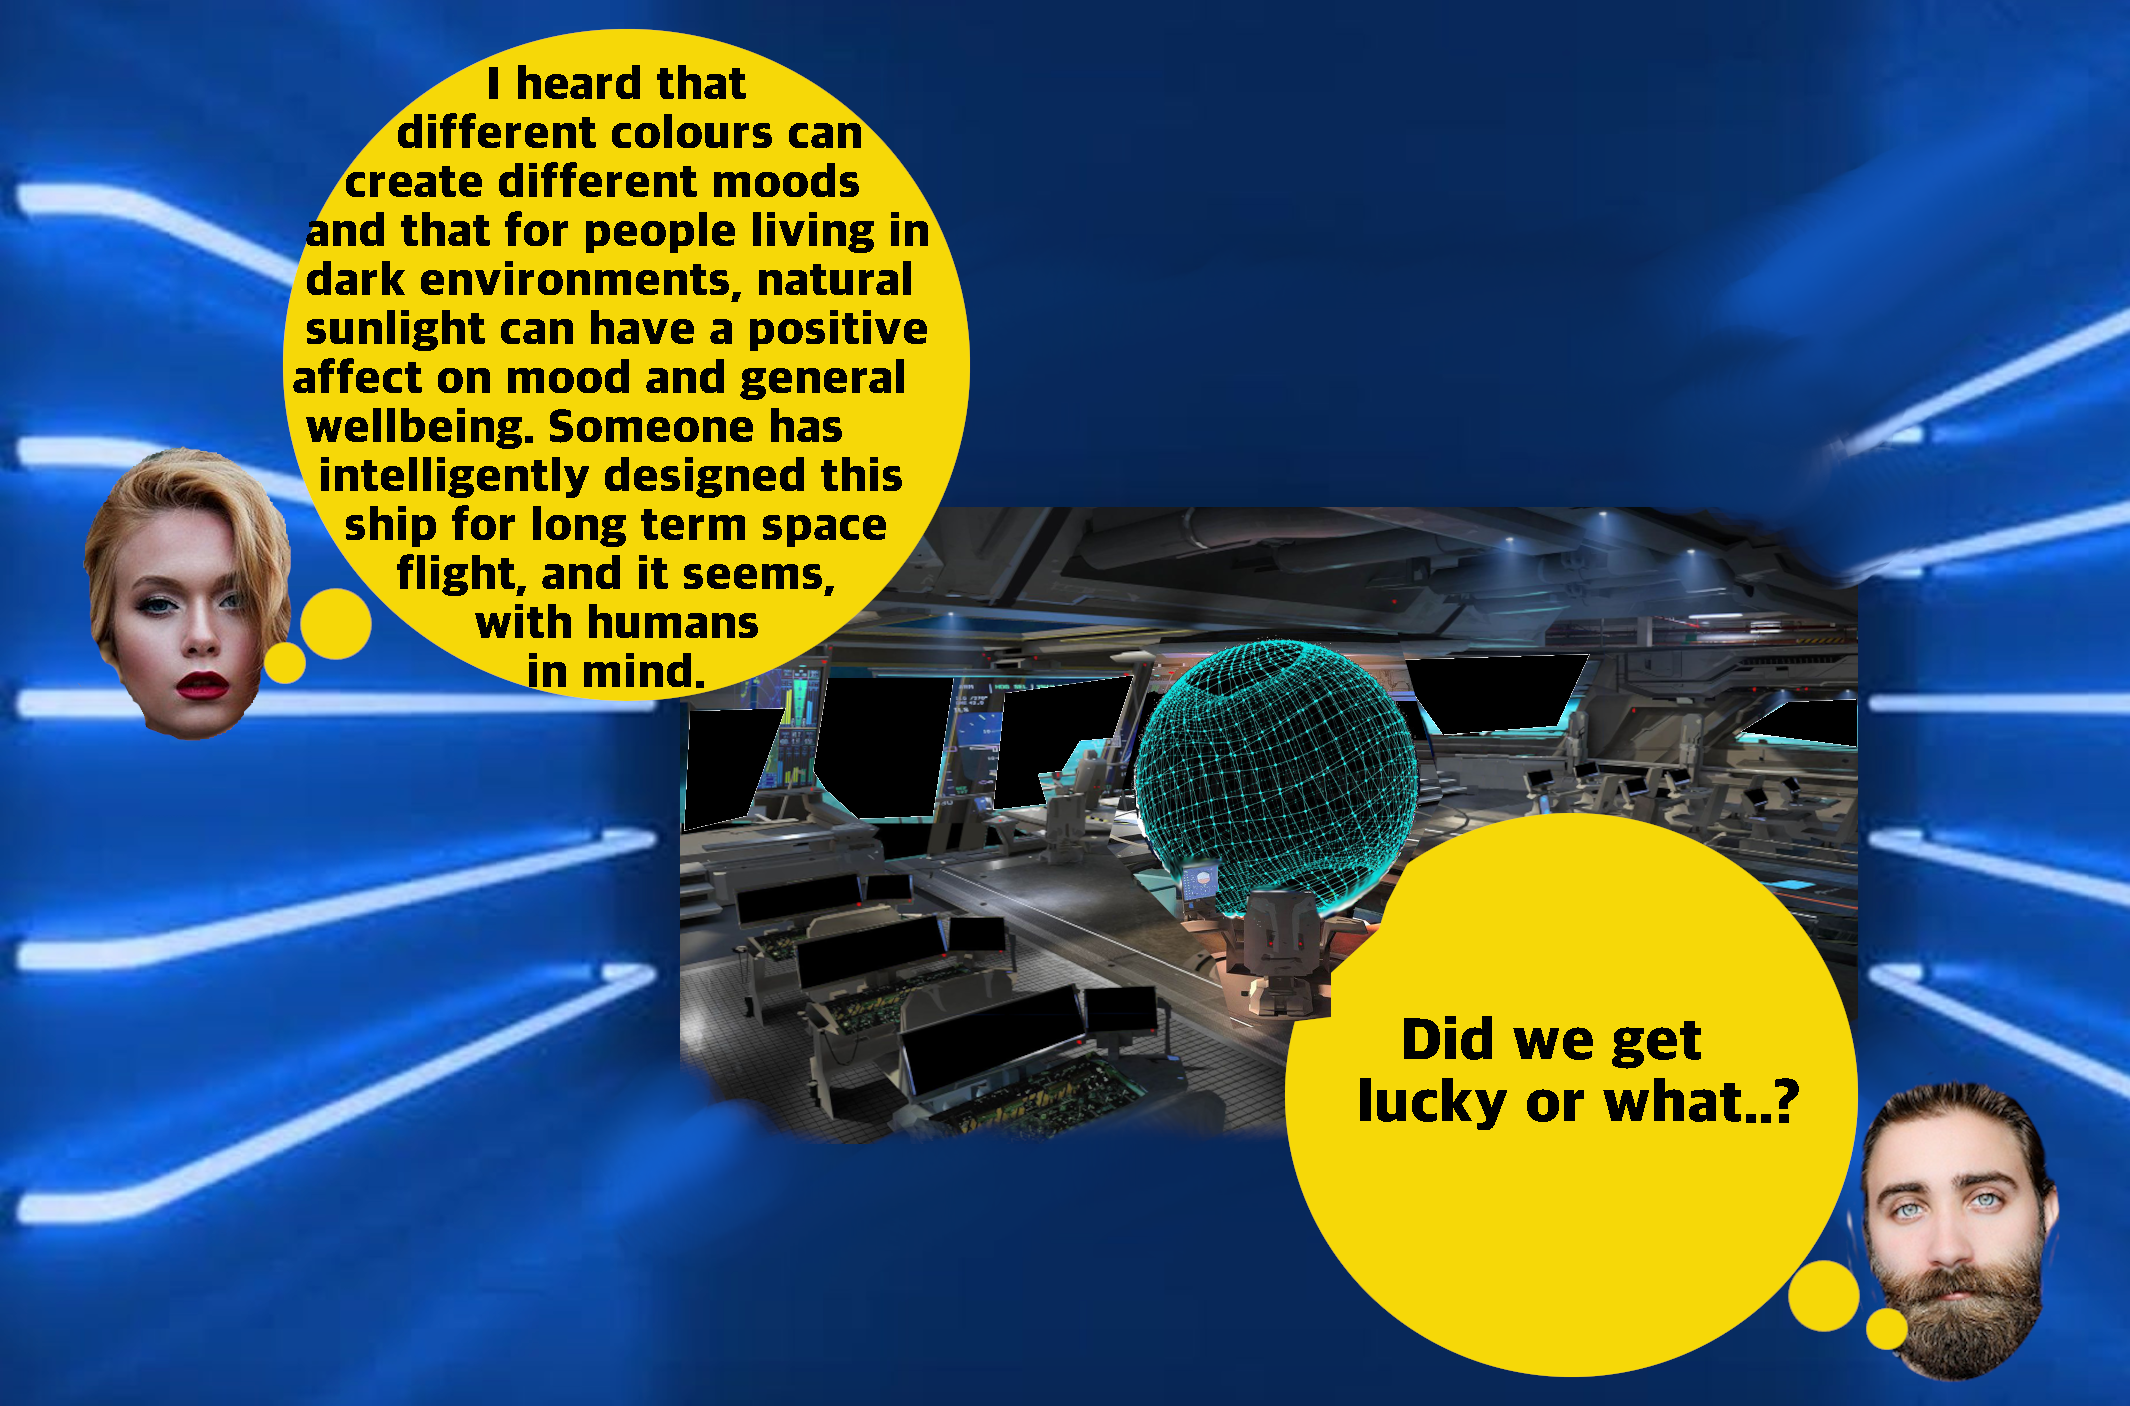 I heard that
different colours can
create different moods
and that for people living in
dark environments, natural
sunlight can have a positive
affect on mood and general
wellbeing. Someone has
intelligently designed this
ship for long term space
flight, and it seems,
with humans
in mind.
Did we get
lucky or what..?